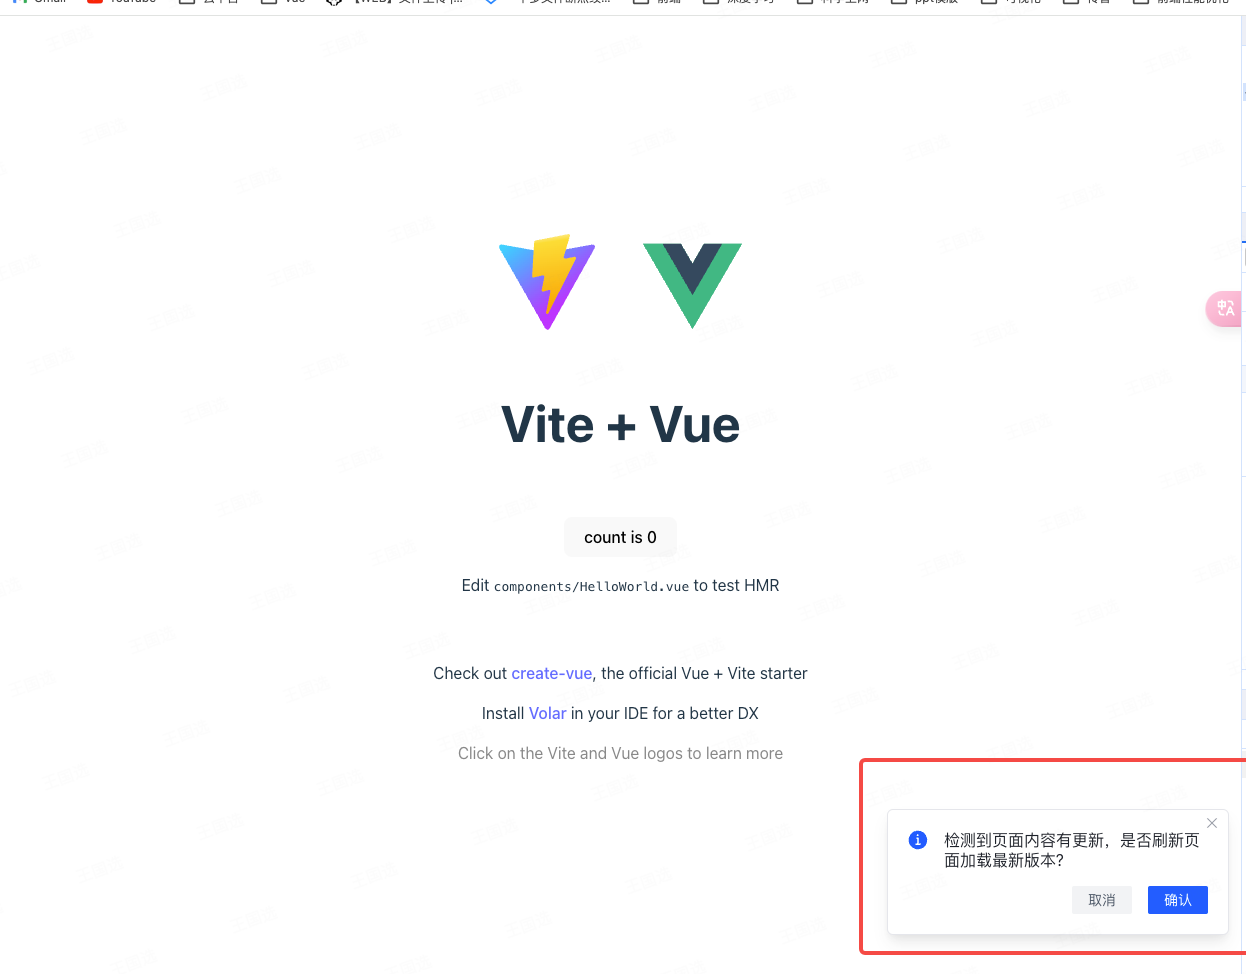 Vite + Vue
count is 0
Edit components/HelloWorld.vue to test HMR
Check out create-vue, the official Vue + Vite starter
Install Volar in your IDE for a better DX
Click on the Vite and Vue logos to learn more
检测到页面内容有更新，是否刷新页
面加载最新版本?
取消 确认